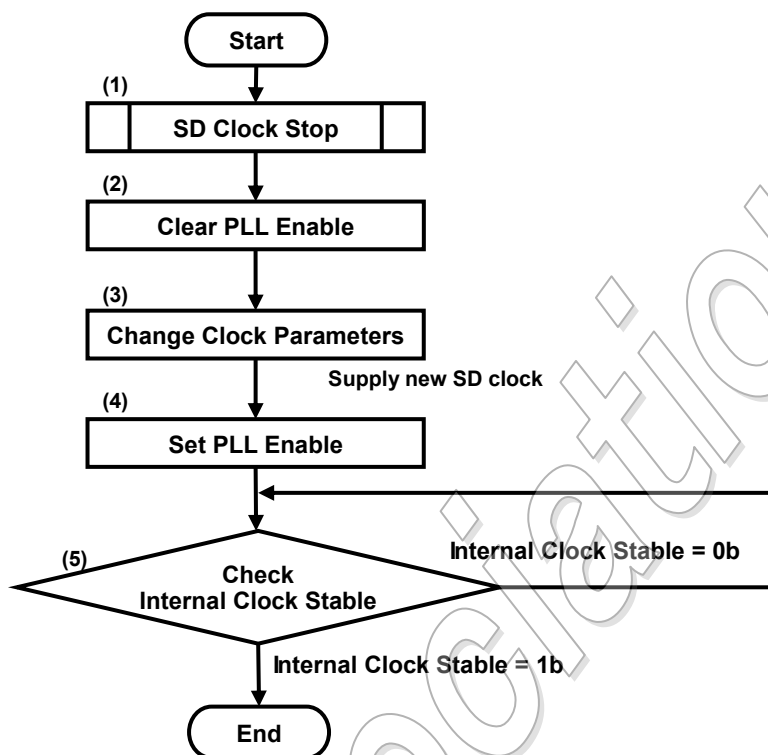 Start
(1)
SD Clock Stop
(2)
Clear PLL Enable
(3)
Change Clock Parameters
Supply new SD clock
(4)
Set PLL Enable
Internal Clock Stable = 0b
(5)
Check
Internal Clock Stable
Internal Clock Stable = 1b
End
ociatio